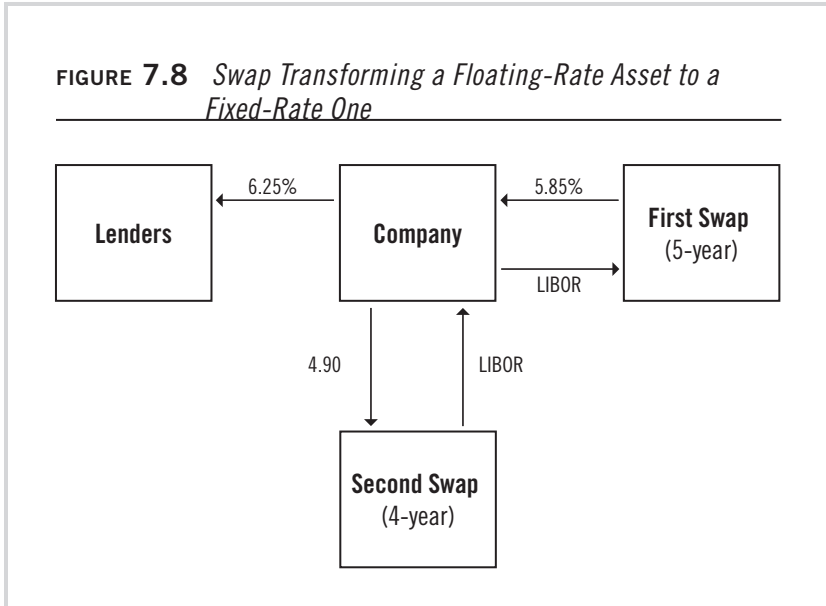 FIGURE 7.8 Swap Transforming a Floating-Rate Asset to a
Fixed-Rate One
6.25%
5.85%
Lenders
Company
First Swap
(5-year)
LIBOR
4.90
LIBOR
Second Swap
(4-year)